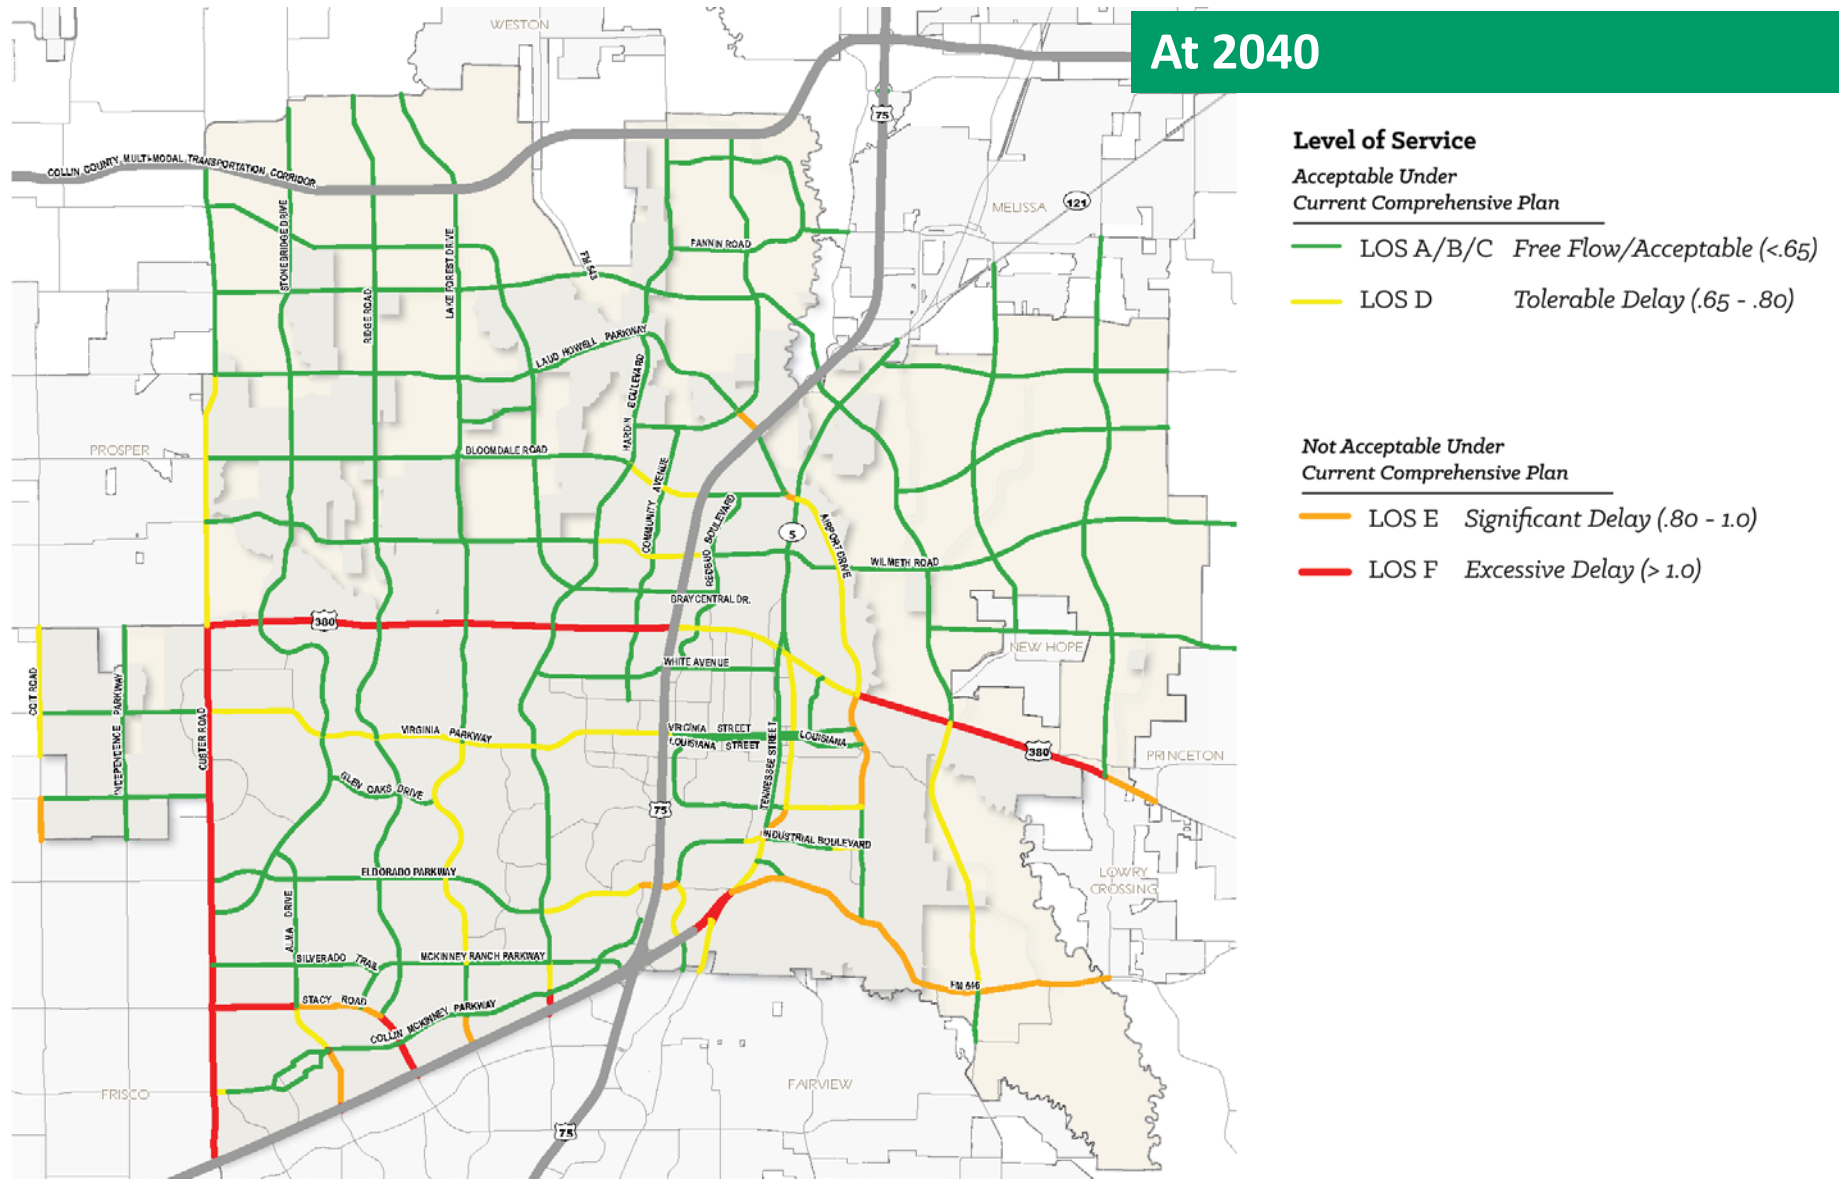 At 2040
Level of Service
Acceptable Under
Current Comprehensive Plan
LOS A/B/C Free Flow/Acceptable (<.65)
LOS D Tolerable Delay (.65 - .80)
Not Acceptable Under
Current Comprehensive Plan
LOS E Significant Delay (.80 - 1.0)
LOS F Excessive Delay (> 1.0)
WESTON
75
COLLIN COUNTY MULTI-MODAL TRANSPORTATION CORRIDOR
MELISSA
121
STONEBRIDGE DRIVE
LAKE FOREST DRIVE
FANNIN ROAD
FM 543
RIDGE ROAD
LAUD HOWELL PARKWAY
HARDIN BOULEVARD
PROSPER
BLOOMDALE ROAD
COMMUNITY AVENUE
REDBUD BOULEVARD
5
AIRPORT DRIVE
WILMETH ROAD
BRAY CENTRAL DR.
380
NEW HOPE
WHITE AVENUE
COIT ROAD
INDEPENDENCE PARKWAY
CUSTER ROAD
VIRGINIA PARKWAY
VIRGINIA STREET
LOUISIANA STREET
LOUISIANA
TENNESSEE STREET
380
PRINCETON
GLEN OAKS DRIVE
75
INDUSTRIAL BOULEVARD
ELDORADO PARKWAY
LOWRY
CROSSING
ALMA DRIVE
SILVERADO TRAIL
MCKINNEY RANCH PARKWAY
STACY ROAD
COLLIN MCKINNEY PARKWAY
FM 546
FRISCO
FAIRVIEW
75